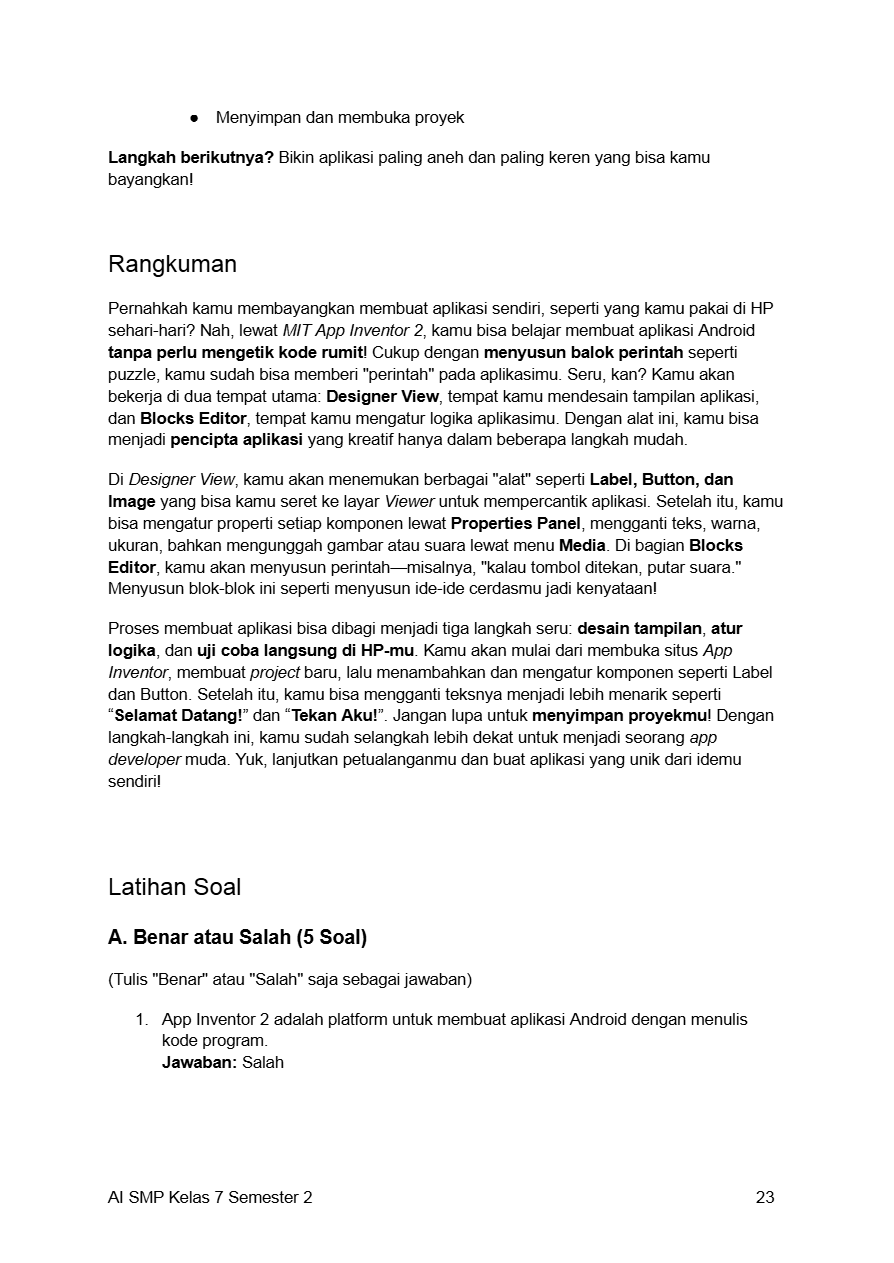 ● Menyimpan dan membuka proyek
Langkah berikutnya? Bikin aplikasi paling aneh dan paling keren yang bisa kamu
bayangkan!
Rangkuman
Pernahkah kamu membayangkan membuat aplikasi sendiri, seperti yang kamu pakai di HP
sehari-hari? Nah, lewat MIT App Inventor 2, kamu bisa belajar membuat aplikasi Android
tanpa perlu mengetik kode rumit! Cukup dengan menyusun balok perintah seperti
puzzle, kamu sudah bisa memberi "perintah" pada aplikasimu. Seru, kan? Kamu akan
bekerja di dua tempat utama: Designer View, tempat kamu mendesain tampilan aplikasi,
dan Blocks Editor, tempat kamu mengatur logika aplikasimu. Dengan alat ini, kamu bisa
menjadi pencipta aplikasi yang kreatif hanya dalam beberapa langkah mudah.
Di Designer View, kamu akan menemukan berbagai "alat" seperti Label, Button, dan
Image yang bisa kamu seret ke layar Viewer untuk mempercantik aplikasi. Setelah itu, kamu
bisa mengatur properti setiap komponen lewat Properties Panel, mengganti teks, warna,
ukuran, bahkan mengunggah gambar atau suara lewat menu Media. Di bagian Blocks
Editor, kamu akan menyusun perintah—misalnya, "kalau tombol ditekan, putar suara."
Menyusun blok-blok ini seperti menyusun ide-ide cerdasmu jadi kenyataan!
Proses membuat aplikasi bisa dibagi menjadi tiga langkah seru: desain tampilan, atur
logika, dan uji coba langsung di HP-mu. Kamu akan mulai dari membuka situs App
Inventor, membuat project baru, lalu menambahkan dan mengatur komponen seperti Label
dan Button. Setelah itu, kamu bisa mengganti teksnya menjadi lebih menarik seperti
“Selamat Datang!” dan “Tekan Aku!”. Jangan lupa untuk menyimpan proyekmu! Dengan
langkah-langkah ini, kamu sudah selangkah lebih dekat untuk menjadi seorang app
developer muda. Yuk, lanjutkan petualanganmu dan buat aplikasi yang unik dari idemu
sendiri!
Latihan Soal
A. Benar atau Salah (5 Soal)
(Tulis "Benar" atau "Salah" saja sebagai jawaban)
1. App Inventor 2 adalah platform untuk membuat aplikasi Android dengan menulis
kode program.
Jawaban: Salah
AI SMP Kelas 7 Semester 2 23